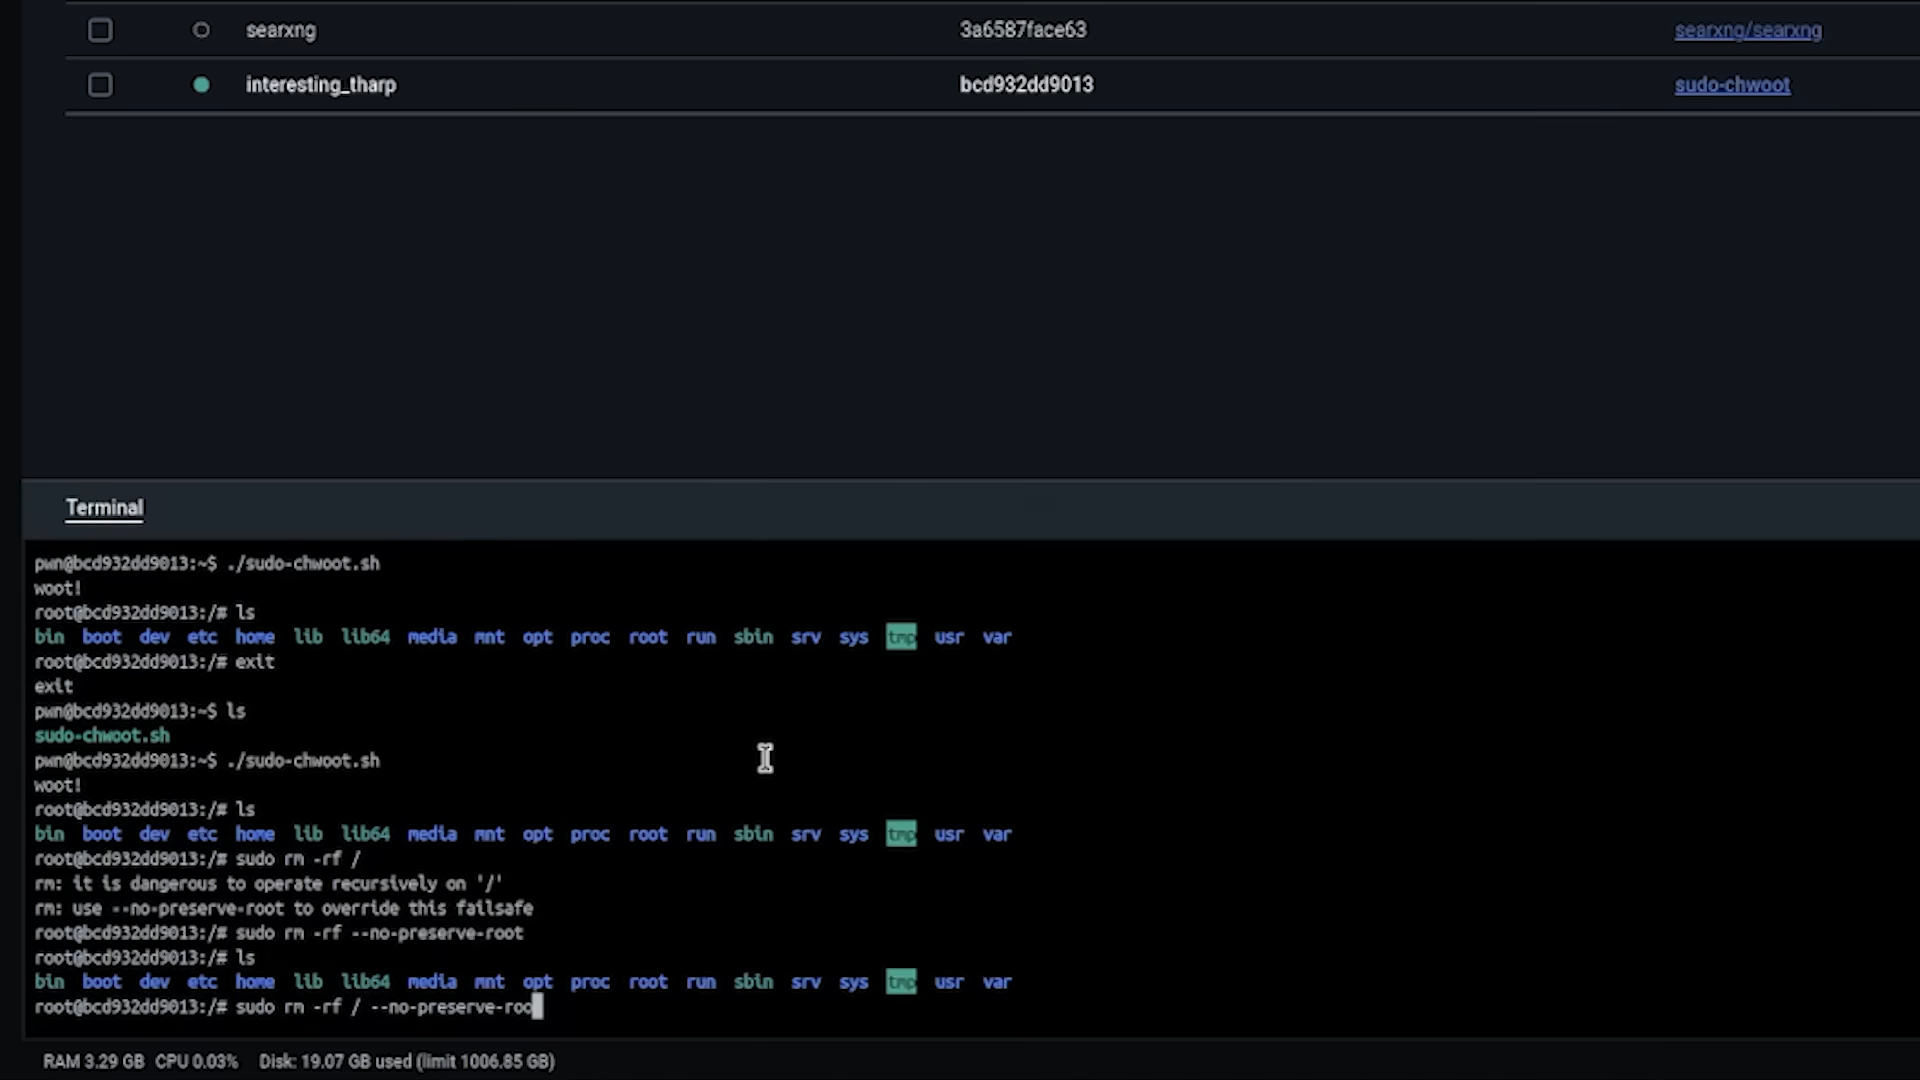 searxng 3a6587face63 searxng/searxng
interesting_tharp bcd932dd9013 sudo-chwoot
Terminal
pwn@bcd932dd9013:~$ ./sudo-chwoot.sh
woot!
root@bcd932dd9013:/# ls
bin boot dev etc home lib lib64 media mnt opt proc root run sbin srv sys tmp usr var
root@bcd932dd9013:/# exit
exit
pwn@bcd932dd9013:~$ ls
sudo-chwoot.sh
pwn@bcd932dd9013:~$ ./sudo-chwoot.sh
woot!
root@bcd932dd9013:/# ls
bin boot dev etc home lib lib64 media mnt opt proc root run sbin srv sys tmp usr var
root@bcd932dd9013:/# sudo rm -rf /
rm: it is dangerous to operate recursively on '/'
rm: use --no-preserve-root to override this failsafe
root@bcd932dd9013:/# sudo rm -rf --no-preserve-root
root@bcd932dd9013:/# ls
bin boot dev etc home lib lib64 media mnt opt proc root run sbin srv sys tmp usr var
root@bcd932dd9013:/# sudo rm -rf / --no-preserve-roo
RAM 3.29 GB CPU 0.03% Disk: 19.07 GB used (limit 1006.85 GB)